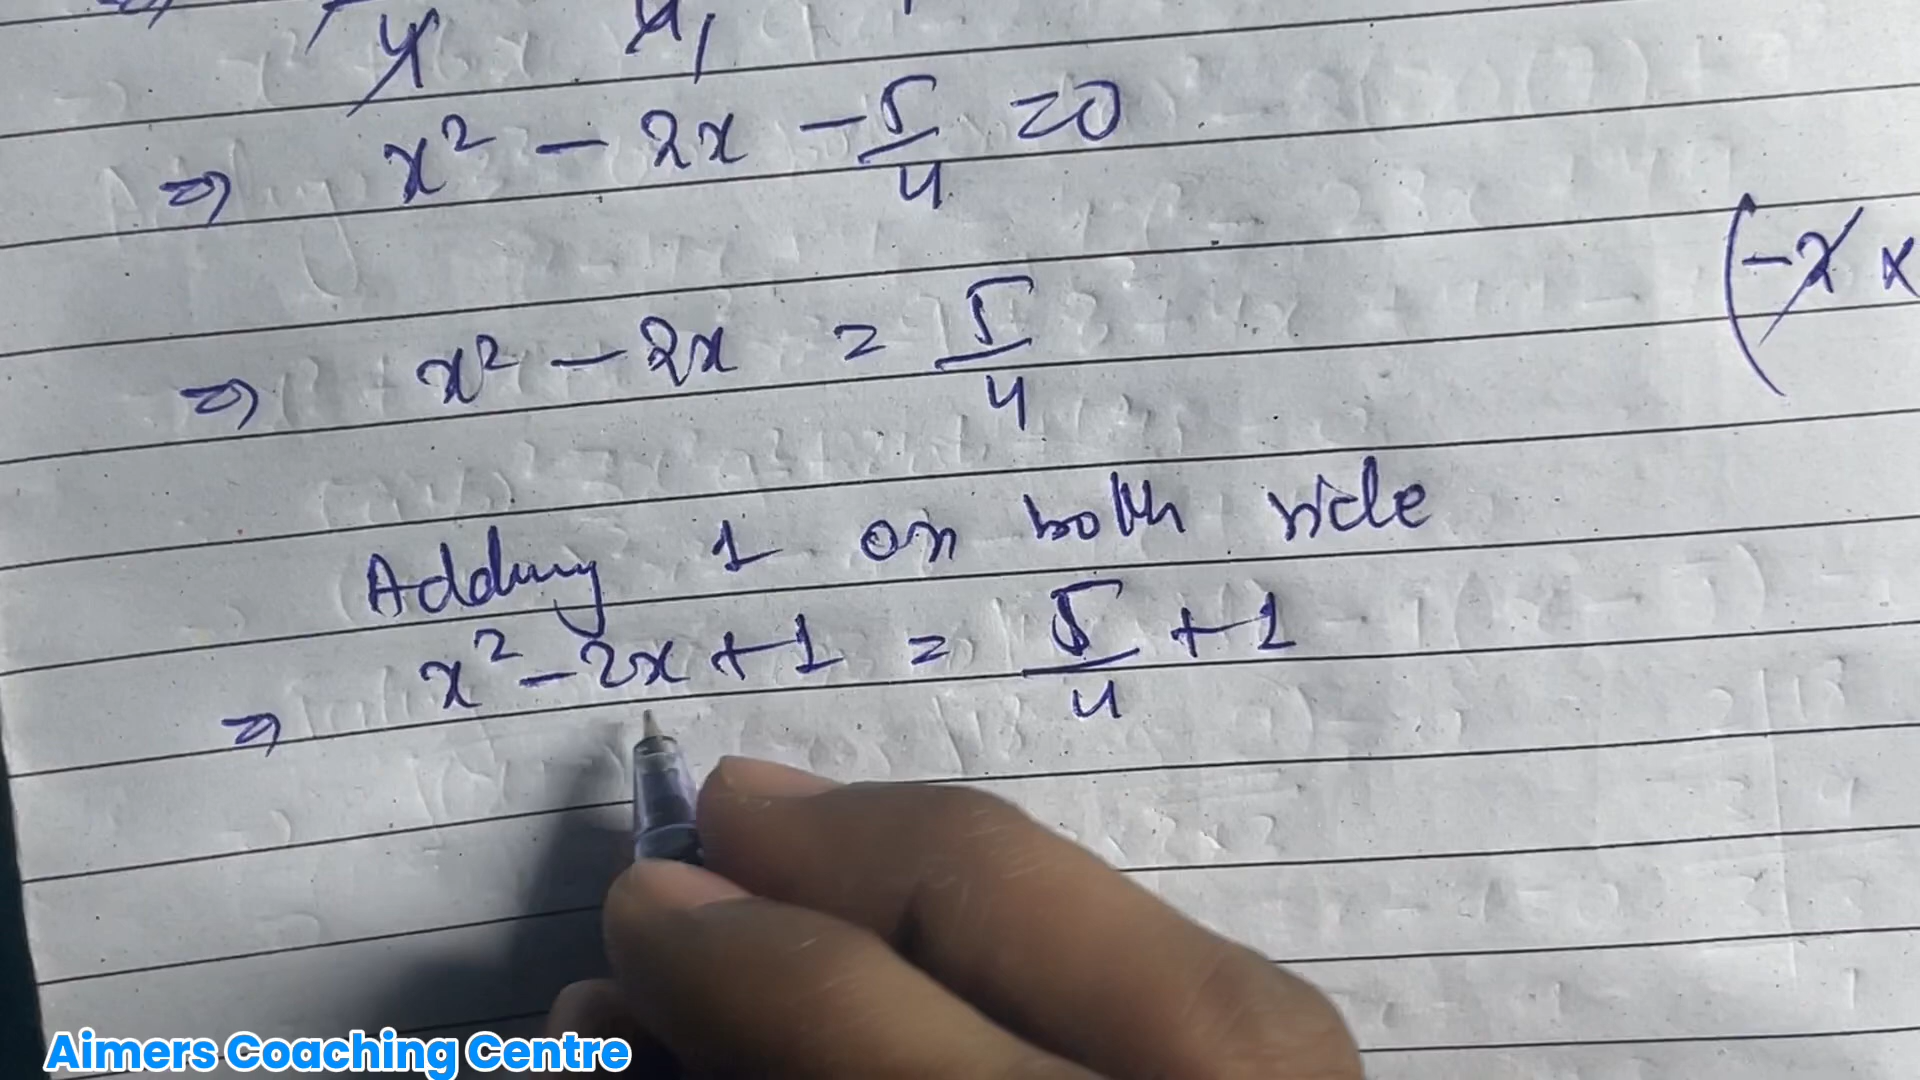 ⇒ x² - 2x - 5/4 = 0
⇒ x² - 2x = 5/4
(-2 x
Adding 1 on both side
⇒ x² - 2x + 1 = 5/4 + 1
Aimers Coaching Centre